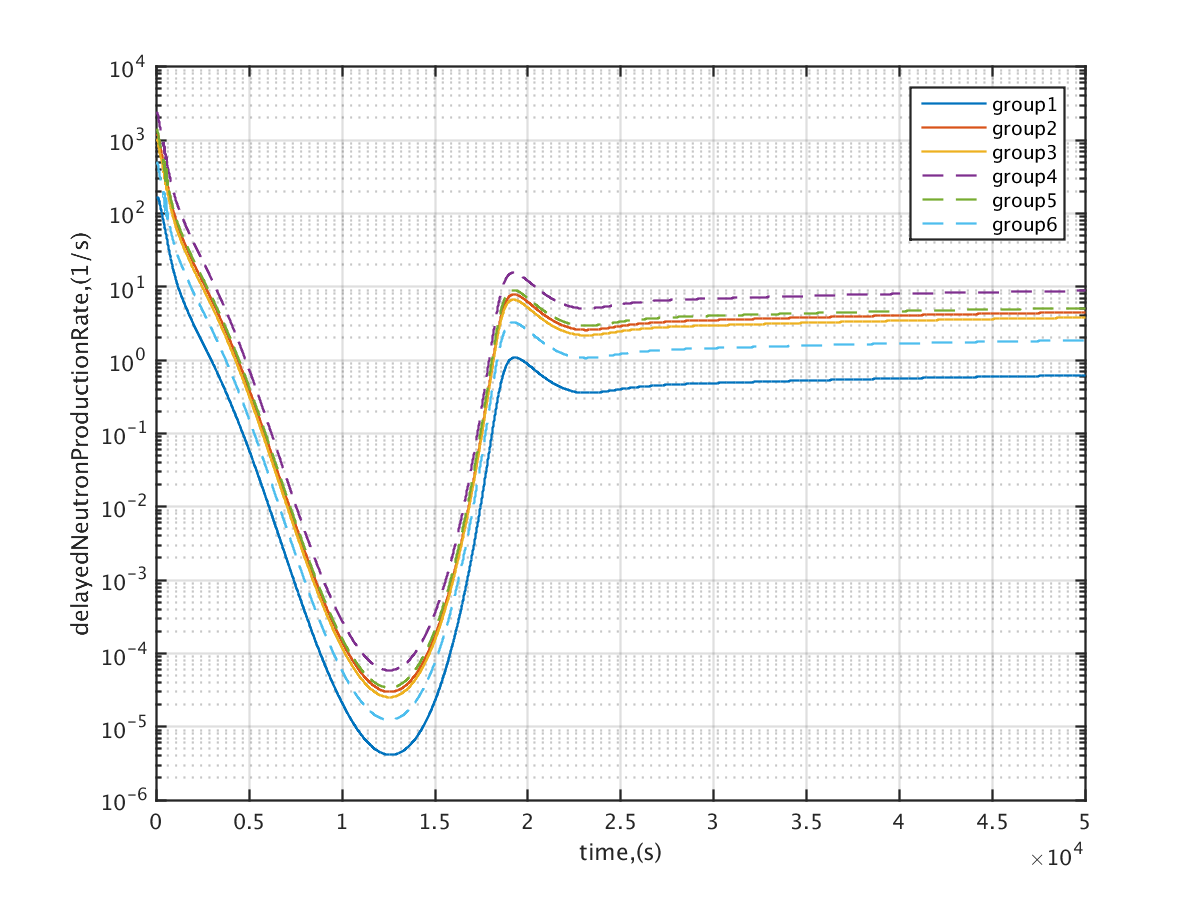 10^4
10^3
10^2
10^1
10^0
10^-1
10^-2
10^-3
10^-4
10^-5
10^-6
delayedNeutronProductionRate,(1/s)
group1
group2
group3
group4
group5
group6
0 0.5 1 1.5 2 2.5 3 3.5 4 4.5 5
time,(s)
×10^4